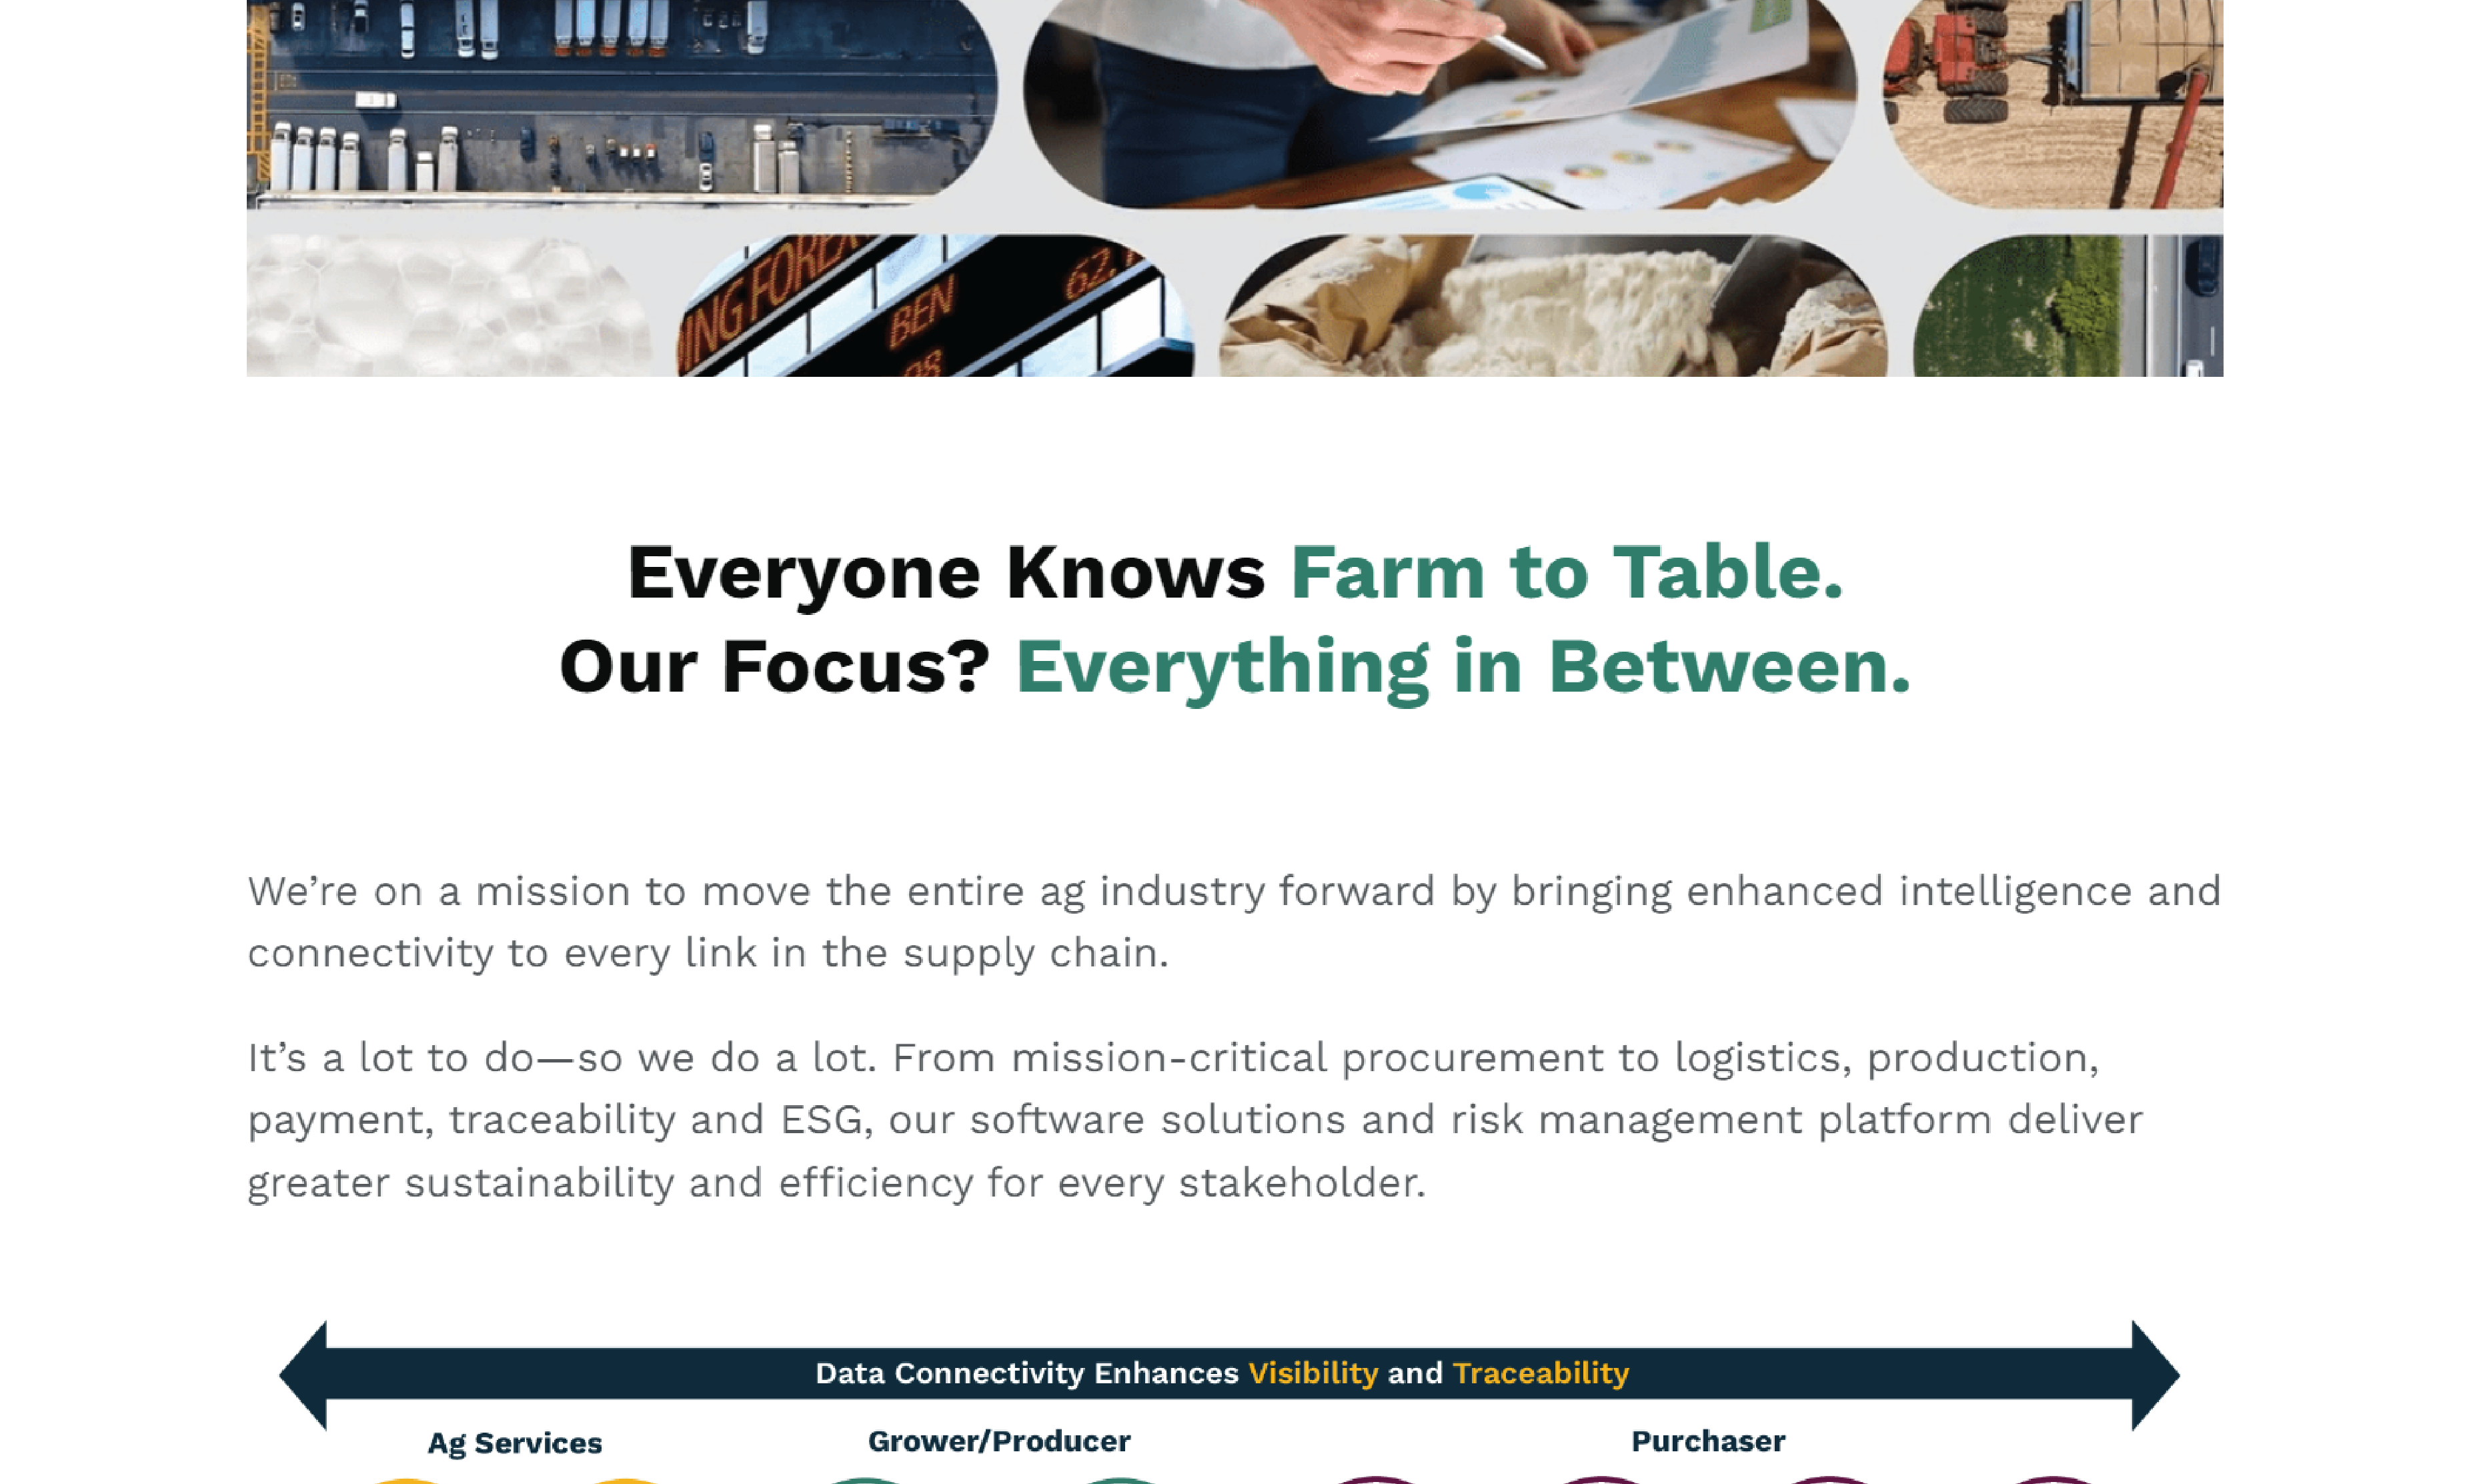 ING FOREX
BEN
62.
08
Everyone Knows Farm to Table.
Our Focus? Everything in Between.
We’re on a mission to move the entire ag industry forward by bringing enhanced intelligence and
connectivity to every link in the supply chain.
It’s a lot to do—so we do a lot. From mission-critical procurement to logistics, production,
payment, traceability and ESG, our software solutions and risk management platform deliver
greater sustainability and efficiency for every stakeholder.
Data Connectivity Enhances Visibility and Traceability
Ag Services
Grower/Producer
Purchaser